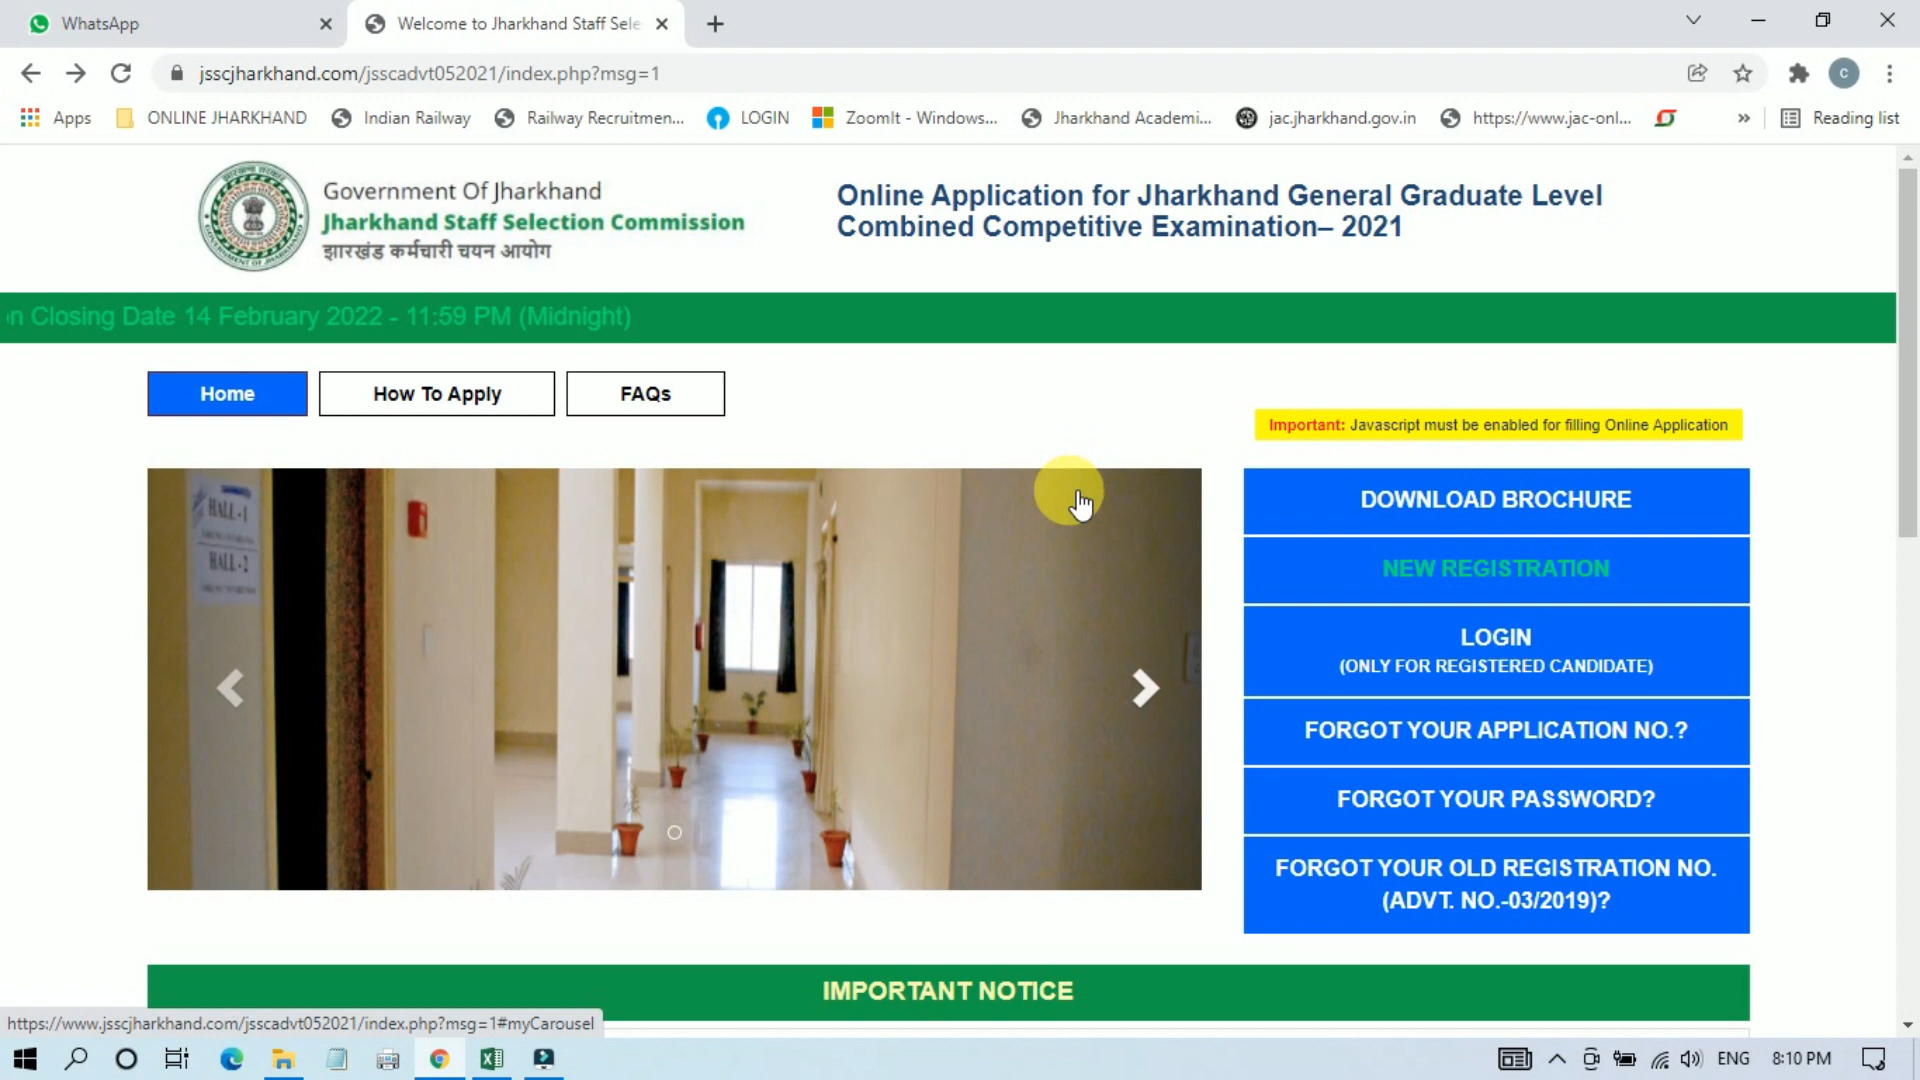 WhatsApp
Welcome to Jharkhand Staff Sele
jsscjharkhand.com/jsscadvt052021/index.php?msg=1
C
Apps
ONLINE JHARKHAND
Indian Railway
Railway Recruitmen...
LOGIN
ZoomIt - Windows...
Jharkhand Academi...
jac.jharkhand.gov.in
https://www.jac-onl...
»
Reading list
Government Of Jharkhand
Jharkhand Staff Selection Commission
झारखंड कर्मचारी चयन आयोग
Online Application for Jharkhand General Graduate Level
Combined Competitive Examination– 2021
n Closing Date 14 February 2022 - 11:59 PM (Midnight)
Home
How To Apply
FAQs
Important: Javascript must be enabled for filling Online Application
HALL-1
HALL-2
DOWNLOAD BROCHURE
NEW REGISTRATION
LOGIN
(ONLY FOR REGISTERED CANDIDATE)
FORGOT YOUR APPLICATION NO.?
FORGOT YOUR PASSWORD?
FORGOT YOUR OLD REGISTRATION NO.
(ADVT. NO.-03/2019)?
IMPORTANT NOTICE
https://www.jsscjharkhand.com/jsscadvt052021/index.php?msg=1#myCarousel
ENG
8:10 PM